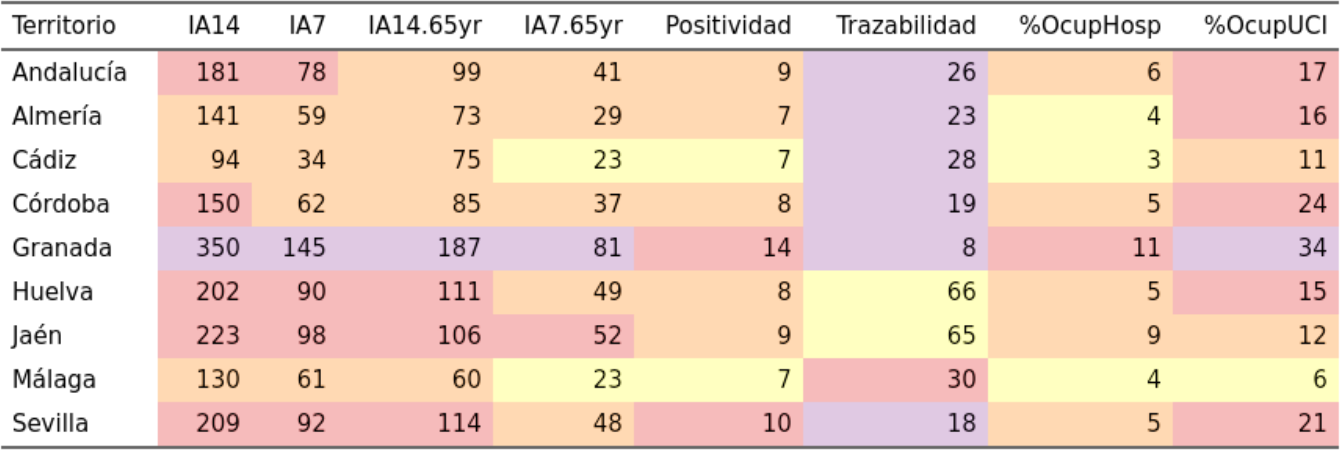 Territorio IA14 IA7 IA14.65yr IA7.65yr Positividad Trazabilidad %OcupHosp %OcupUCI
Andalucía 181 78 99 41 9 26 6 17
Almería 141 59 73 29 7 23 4 16
Cádiz 94 34 75 23 7 28 3 11
Córdoba 150 62 85 37 8 19 5 24
Granada 350 145 187 81 14 8 11 34
Huelva 202 90 111 49 8 66 5 15
Jaén 223 98 106 52 9 65 9 12
Málaga 130 61 60 23 7 30 4 6
Sevilla 209 92 114 48 10 18 5 21